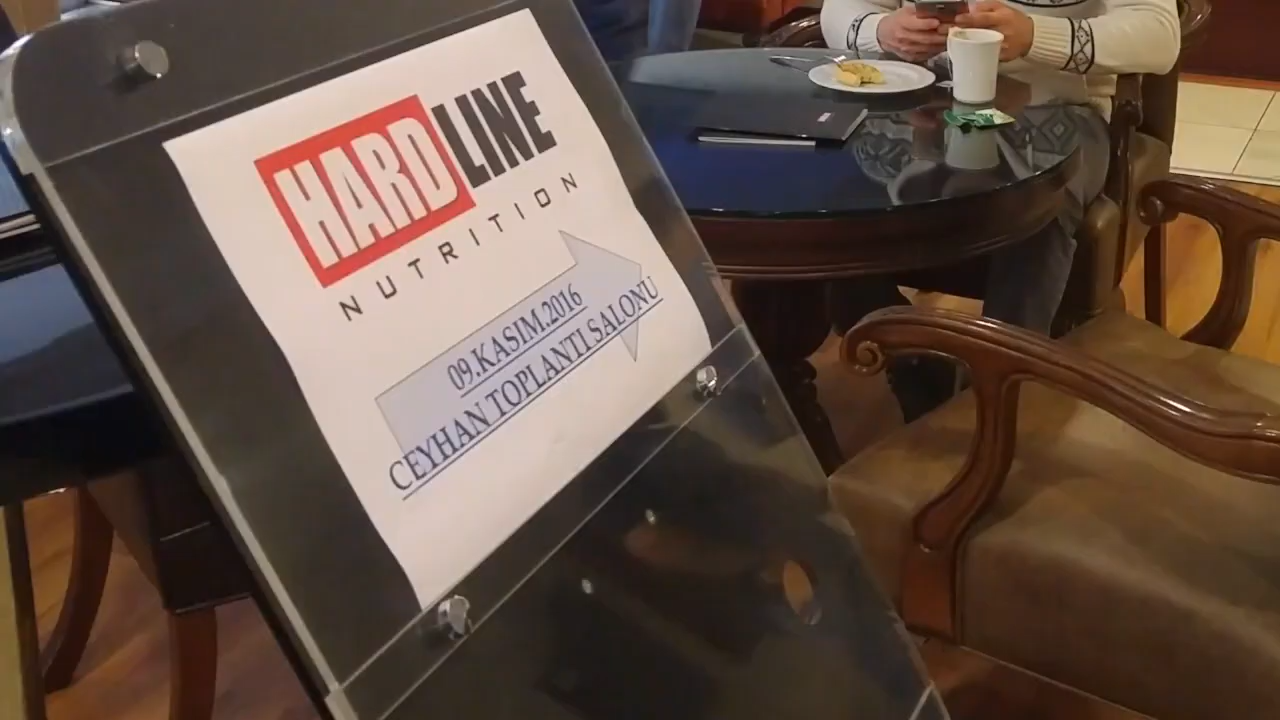 HARDLINE
NUTRITION
09.KASIM.2016
CEYHAN TOPLANTI SALONU